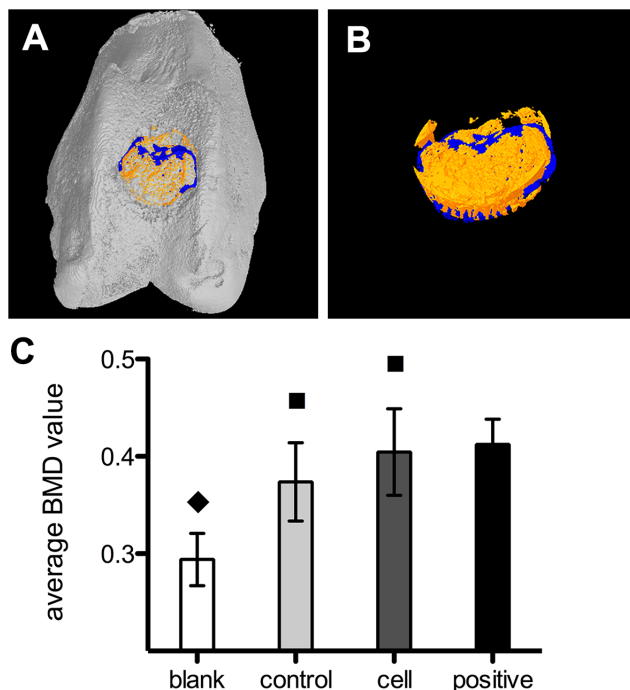 A
B
C
average BMD value
0.5
0.4
0.3
blank control cell positive